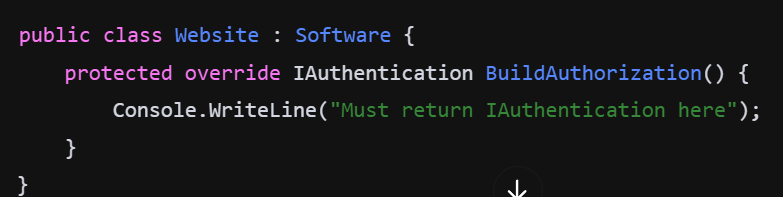 public class Website : Software {
    protected override IAuthentication BuildAuthorization() {
        Console.WriteLine("Must return IAuthentication here");
    }
}